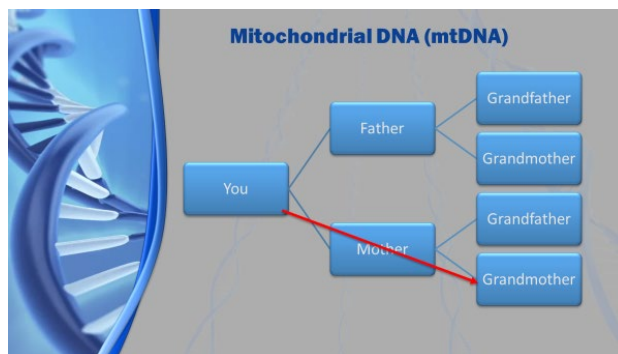 Mitochondrial DNA (mtDNA)
Grandfather
Father
Grandmother
You
Grandfather
Mother
Grandmother